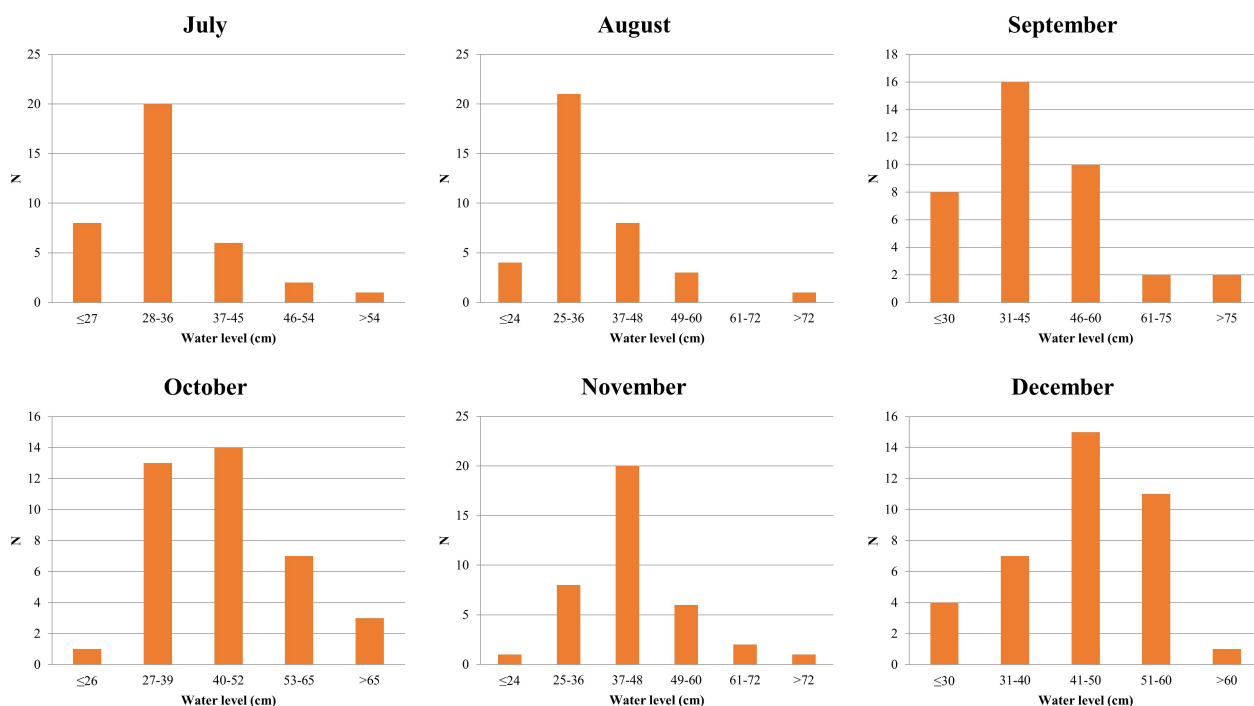 July
25
20
15
10
5
0
N
≤27 28-36 37-45 46-54 >54
Water level (cm)
August
25
20
15
10
5
0
N
≤24 25-36 37-48 49-60 61-72 >72
Water level (cm)
September
18
16
14
12
10
8
6
4
2
0
N
≤30 31-45 46-60 61-75 >75
Water level (cm)
October
16
14
12
10
8
6
4
2
0
N
≤26 27-39 40-52 53-65 >65
Water level (cm)
November
25
20
15
10
5
0
N
≤24 25-36 37-48 49-60 61-72 >72
Water level (cm)
December
16
14
12
10
8
6
4
2
0
N
≤30 31-40 41-50 51-60 >60
Water level (cm)